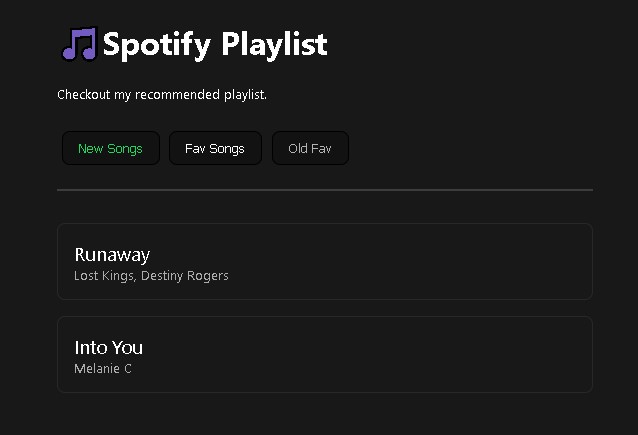 Spotify Playlist
Checkout my recommended playlist.
New Songs Fav Songs Old Fav
Runaway
Lost Kings, Destiny Rogers
Into You
Melanie C